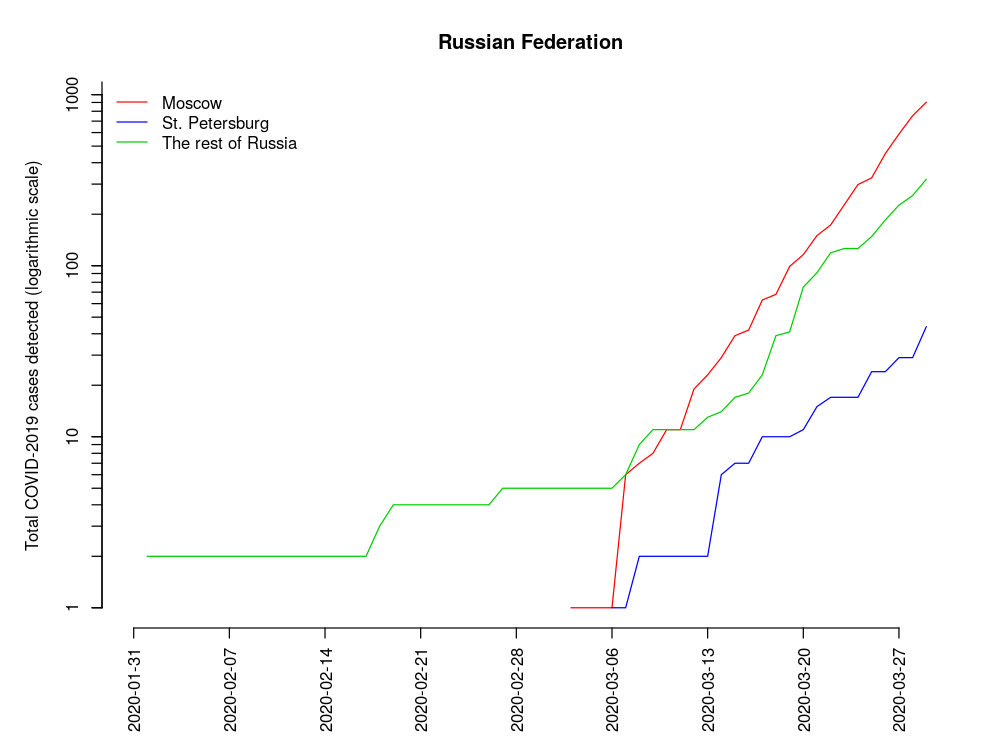 Russian Federation
Total COVID-2019 cases detected (logarithmic scale)
1000
100
10
1
Moscow
St. Petersburg
The rest of Russia
2020-01-31
2020-02-07
2020-02-14
2020-02-21
2020-02-28
2020-03-06
2020-03-13
2020-03-20
2020-03-27